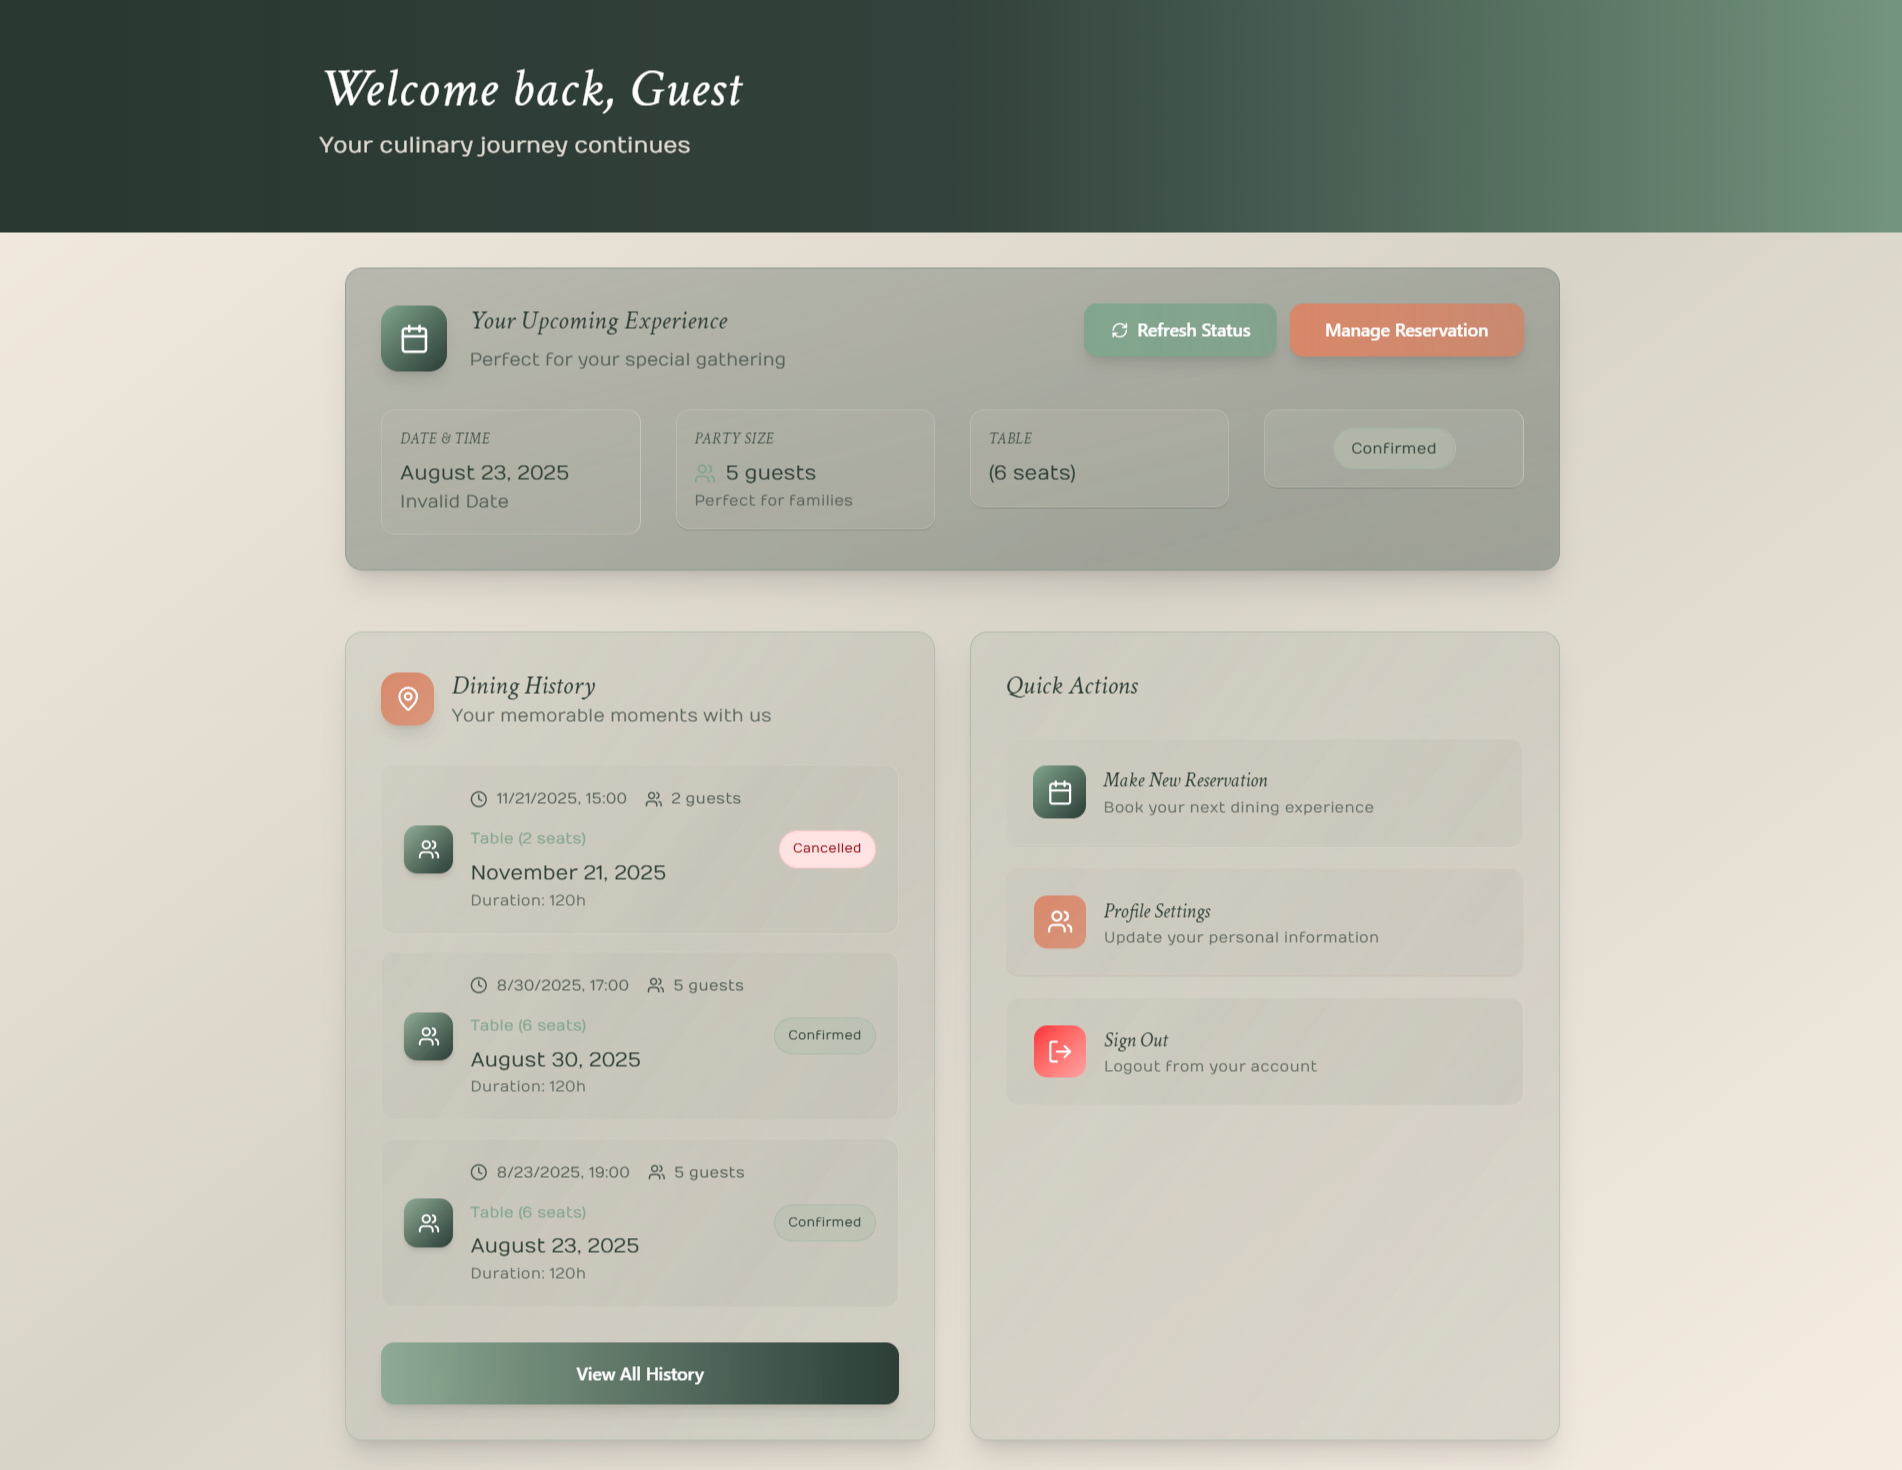 Welcome back, Guest
Your culinary journey continues
Your Upcoming Experience
Perfect for your special gathering
Refresh Status
Manage Reservation
DATE & TIME
August 23, 2025
Invalid Date
PARTY SIZE
5 guests
Perfect for families
TABLE
(6 seats)
Confirmed
Dining History
Your memorable moments with us
11/21/2025, 15:00 2 guests
Table (2 seats)
November 21, 2025
Duration: 120h
Cancelled
8/30/2025, 17:00 5 guests
Table (6 seats)
August 30, 2025
Duration: 120h
Confirmed
8/23/2025, 19:00 5 guests
Table (6 seats)
August 23, 2025
Duration: 120h
Confirmed
View All History
Quick Actions
Make New Reservation
Book your next dining experience
Profile Settings
Update your personal information
Sign Out
Logout from your account